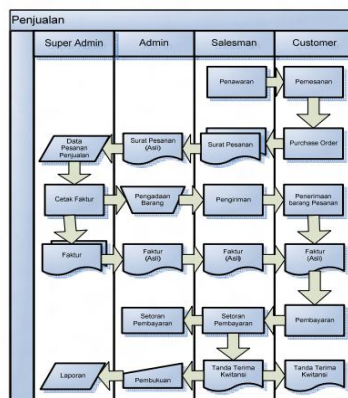 Penjualan
Super Admin
Admin
Salesman
Customer
Penawaran
Pemesanan
Data
Pesanan
Penjualan
Surat Pesanan
(Asli)
Surat Pesanan
Purchase Order
Cetak Faktur
Pengadaan
Barang
Pengiriman
Penerimaan
barang Pesanan
Faktur
Faktur
(Asli)
Faktur
(Asli)
Faktur
(Asli)
Setoran
Pembayaran
Setoran
Pembayaran
Pembayaran
Laporan
Pembukuan
Tanda Terima
Kwitansi
Tanda Terima
Kwitansi